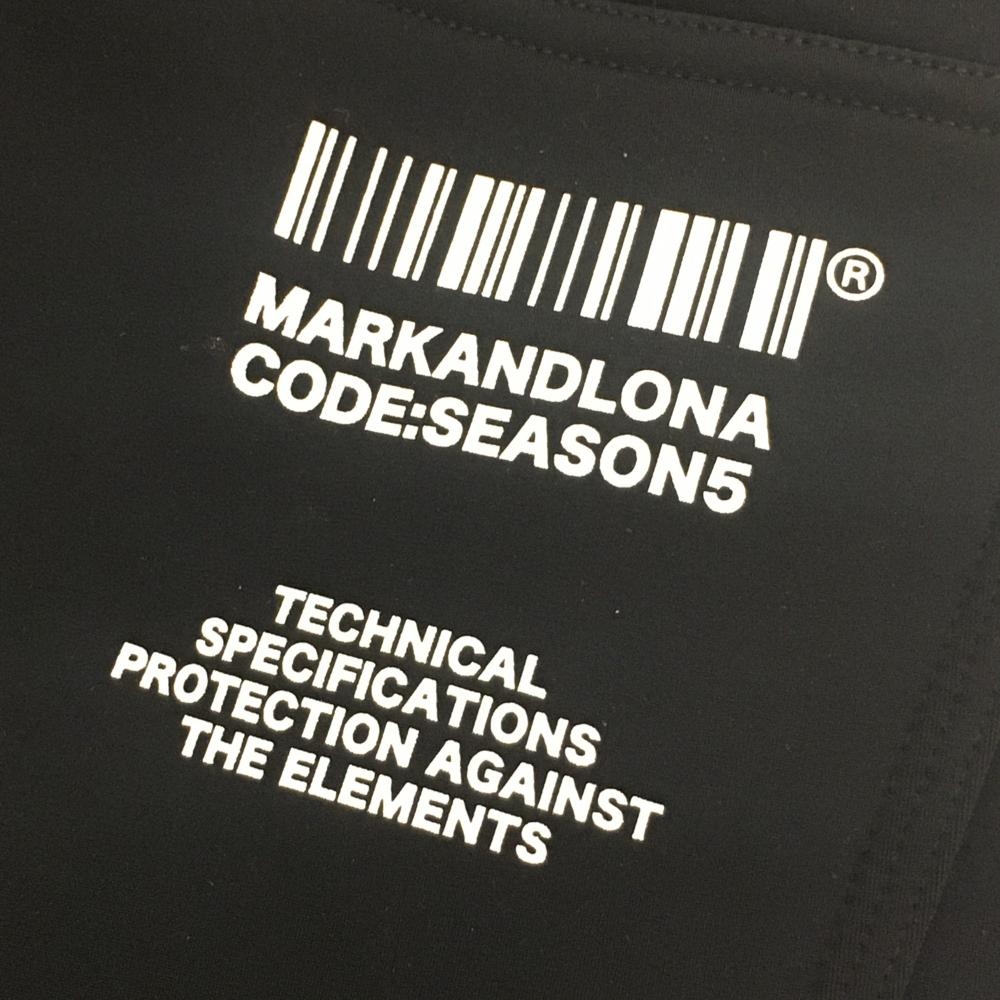 ®
MARKANDLONA
CODE:SEASON5
TECHNICAL
SPECIFICATIONS
PROTECTION AGAINST
THE ELEMENTS